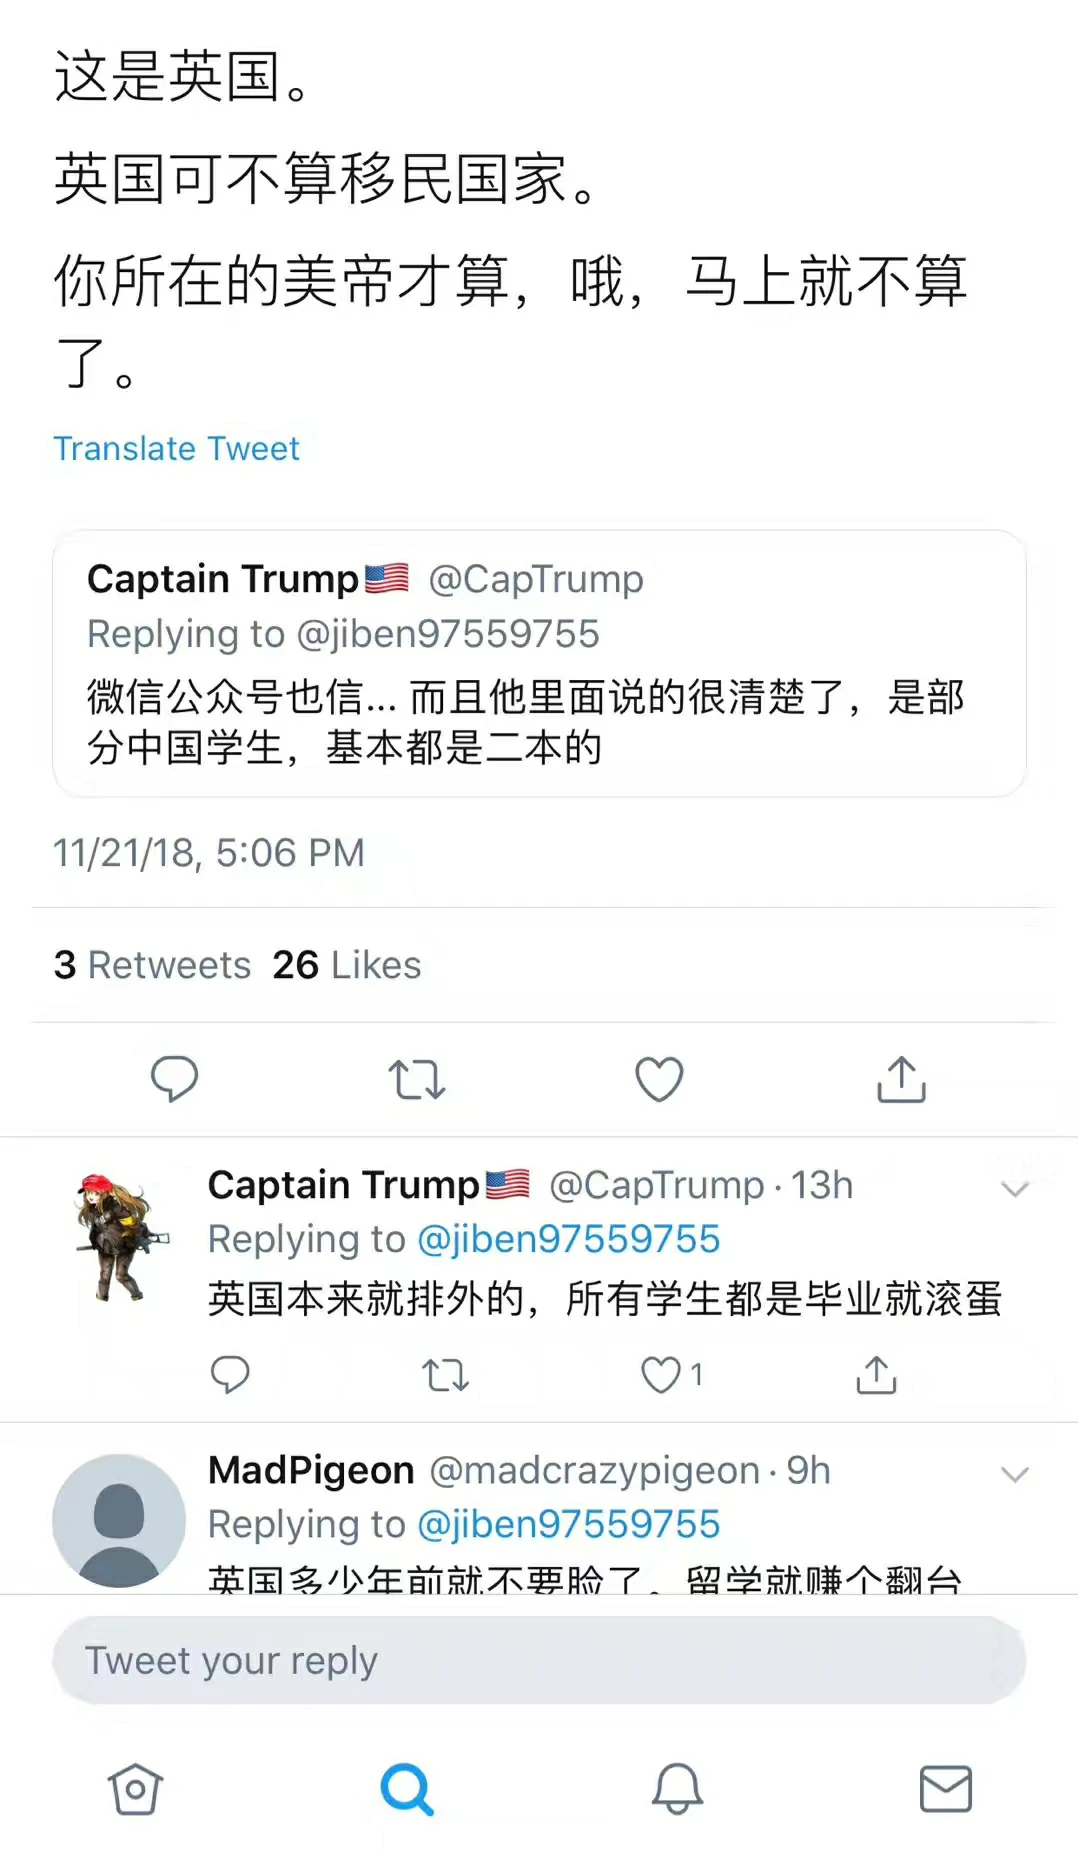 这是英国。
英国可不算移民国家。
你所在的美帝才算，哦，马上就不算
了。
Translate Tweet
Captain Trump🇺🇸 @CapTrump
Replying to @jiben97559755
微信公众号也信... 而且他里面说的很清楚了，是部
分中国学生，基本都是二本的
11/21/18, 5:06 PM
3 Retweets 26 Likes
Captain Trump🇺🇸 @CapTrump · 13h
Replying to @jiben97559755
英国本来就排外的，所有学生都是毕业就滚蛋
1
MadPigeon @madcrazypigeon · 9h
Replying to @jiben97559755
英国多少年前就不要脸了。留学就赚个翻台
Tweet your reply